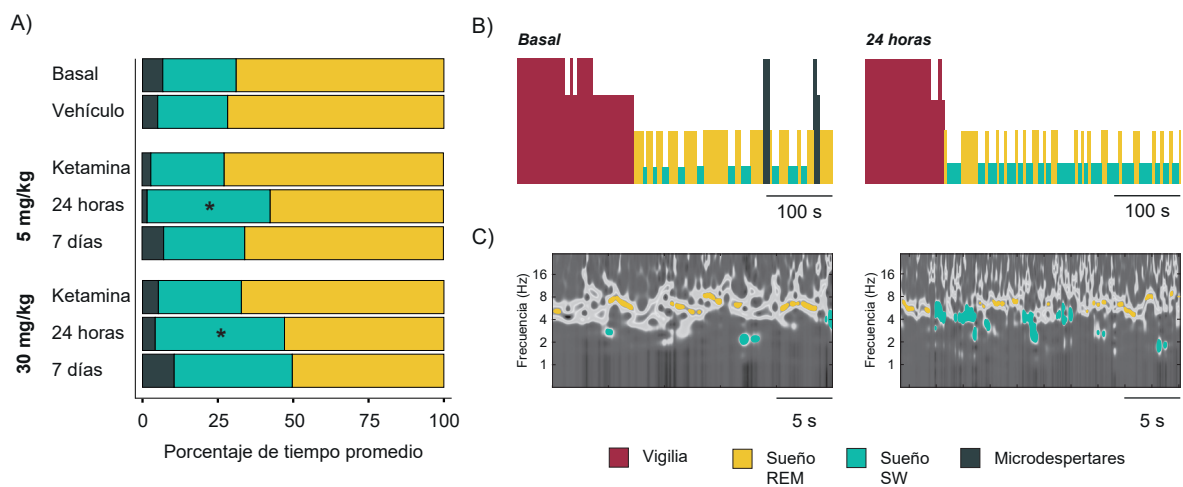 A)
Basal
Vehículo
5 mg/kg
Ketamina
24 horas
*
7 días
30 mg/kg
Ketamina
24 horas
*
7 días
0
25
50
75
100
Porcentaje de tiempo promedio
B)
Basal
100 s
24 horas
100 s
C)
Frecuencia (Hz)
16
8
4
2
1
5 s
Frecuencia (Hz)
16
8
4
2
1
5 s
Vigilia
Sueño
REM
Sueño
SW
Microdespertares